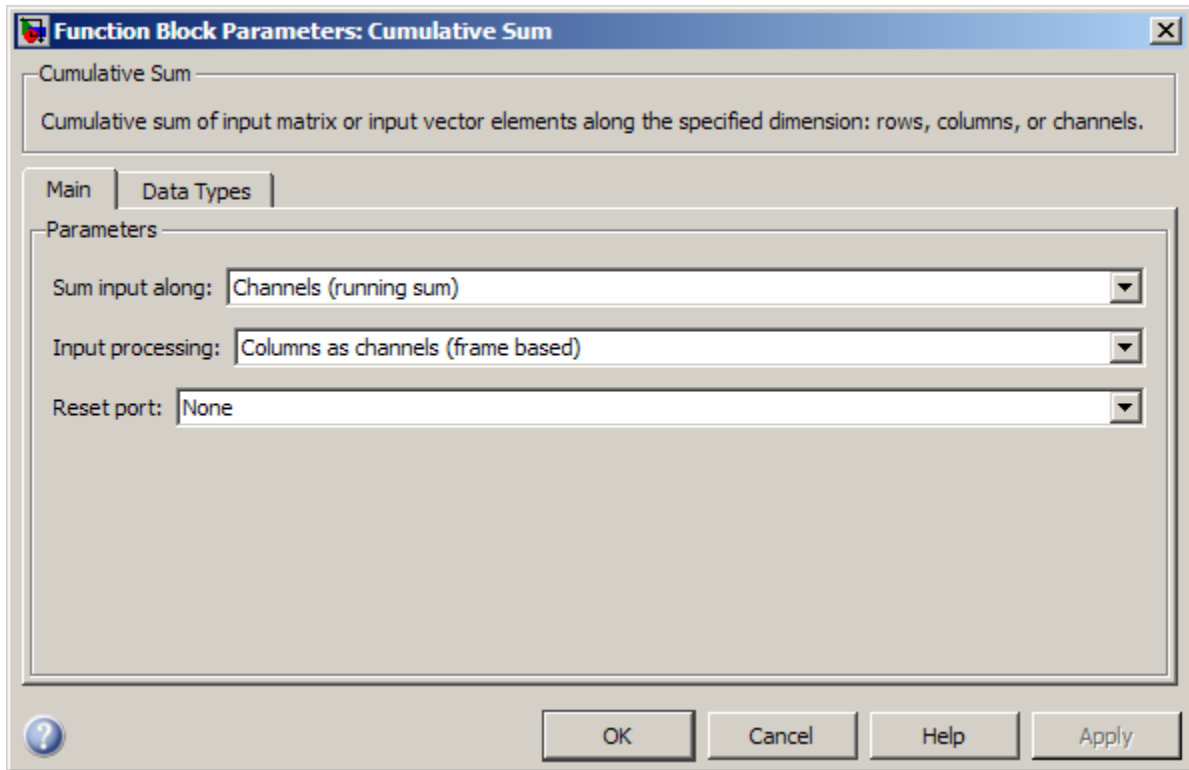 Function Block Parameters: Cumulative Sum
Cumulative Sum
Cumulative sum of input matrix or input vector elements along the specified dimension: rows, columns, or channels.
Main Data Types
Parameters
Sum input along: Channels (running sum)
Input processing: Columns as channels (frame based)
Reset port: None
? OK Cancel Help Apply